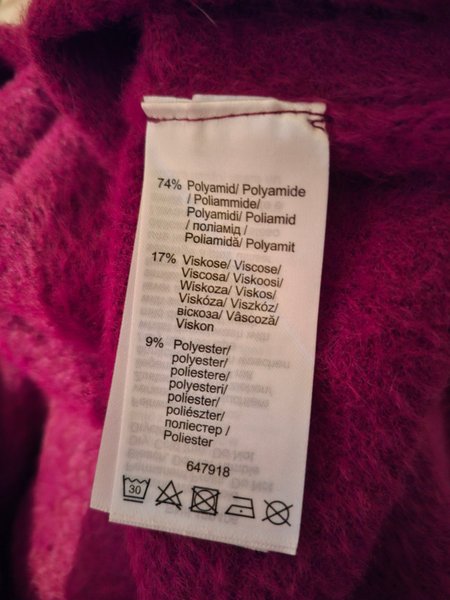 74% Polyamid/ Polyamide
/ Poliammide/
Polyamidi/ Poliamid
/ поліамід /
Poliamidă/ Polyamit
17% Viskose/ Viscose/
Viscosa/ Viskoosi/
Wiskoza/ Viskos/
Viskóza/ Viszkóz/
віскоза/ Vâscoză/
Viskon
9% Polyester/
polyester/
poliestere/
polyesteri/
poliester/
poliészter/
поліестер /
Poliester
647918
30